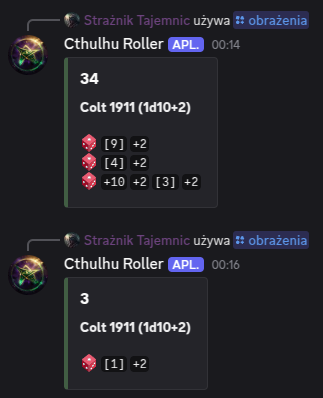 Strażnik Tajemnic używa obrażenia
Cthulhu Roller APL. 00:14
34
Colt 1911 (1d10+2)
[9] +2
[4] +2
+10 +2 [3] +2
Strażnik Tajemnic używa obrażenia
Cthulhu Roller APL. 00:16
3
Colt 1911 (1d10+2)
[1] +2